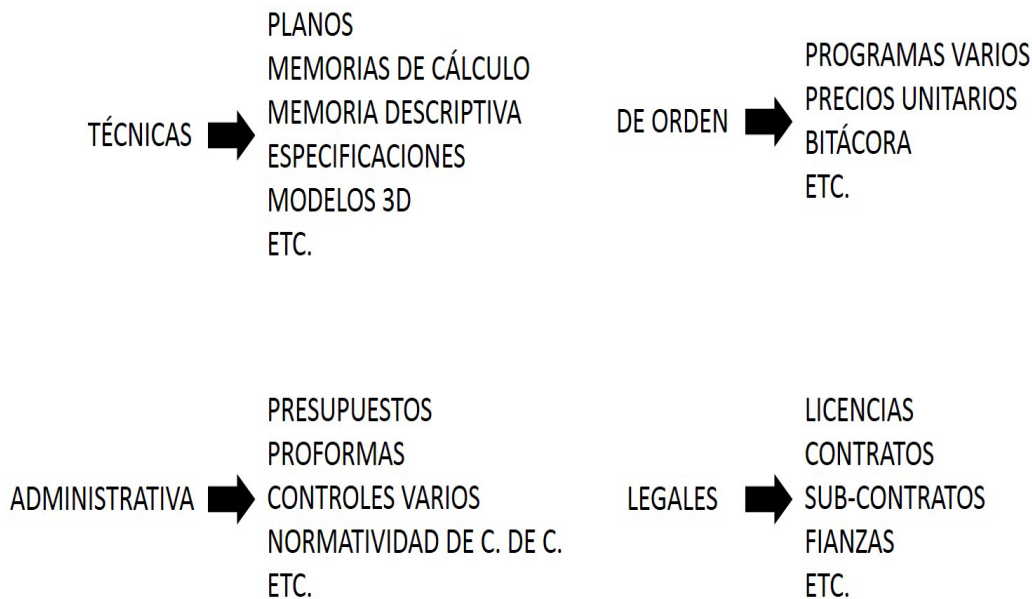 TÉCNICAS
PLANOS
MEMORIAS DE CÁLCULO
MEMORIA DESCRIPTIVA
ESPECIFICACIONES
MODELOS 3D
ETC.
DE ORDEN
PROGRAMAS VARIOS
PRECIOS UNITARIOS
BITÁCORA
ETC.
ADMINISTRATIVA
PRESUPUESTOS
PROFORMAS
CONTROLES VARIOS
NORMATIVIDAD DE C. DE C.
ETC.
LEGALES
LICENCIAS
CONTRATOS
SUB-CONTRATOS
FIANZAS
ETC.